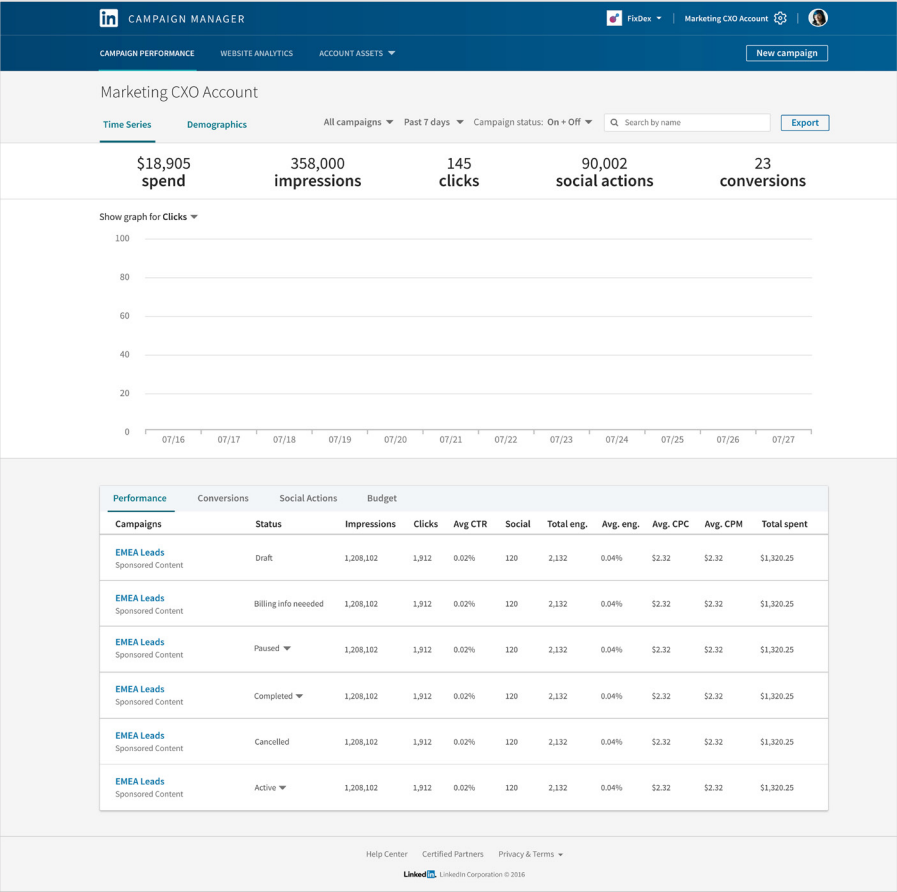 in CAMPAIGN MANAGER FixDex Marketing CXO Account
CAMPAIGN PERFORMANCE WEBSITE ANALYTICS ACCOUNT ASSETS New campaign
Marketing CXO Account
Time Series Demographics All campaigns Past 7 days Campaign status: On + Off Search by name Export
$18,905 358,000 145 90,002 23
spend impressions clicks social actions conversions
Show graph for Clicks
100
80
60
40
20
0
07/16 07/17 07/18 07/19 07/20 07/21 07/22 07/23 07/24 07/25 07/26 07/27
Performance Conversions Social Actions Budget
Campaigns Status Impressions Clicks Avg CTR Social Total eng. Avg. eng. Avg. CPC Avg. CPM Total spent
EMEA Leads
Sponsored Content Draft 1,208,102 1,912 0.02% 120 2,132 0.04% $2.32 $2.32 $1,320.25
EMEA Leads
Sponsored Content Billing info neeeded 1,208,102 1,912 0.02% 120 2,132 0.04% $2.32 $2.32 $1,320.25
EMEA Leads
Sponsored Content Paused 1,208,102 1,912 0.02% 120 2,132 0.04% $2.32 $2.32 $1,320.25
EMEA Leads
Sponsored Content Completed 1,208,102 1,912 0.02% 120 2,132 0.04% $2.32 $2.32 $1,320.25
EMEA Leads
Sponsored Content Cancelled 1,208,102 1,912 0.02% 120 2,132 0.04% $2.32 $2.32 $1,320.25
EMEA Leads
Sponsored Content Active 1,208,102 1,912 0.02% 120 2,132 0.04% $2.32 $2.32 $1,320.25
Help Center Certified Partners Privacy & Terms
Linked in LinkedIn Corporation © 2016